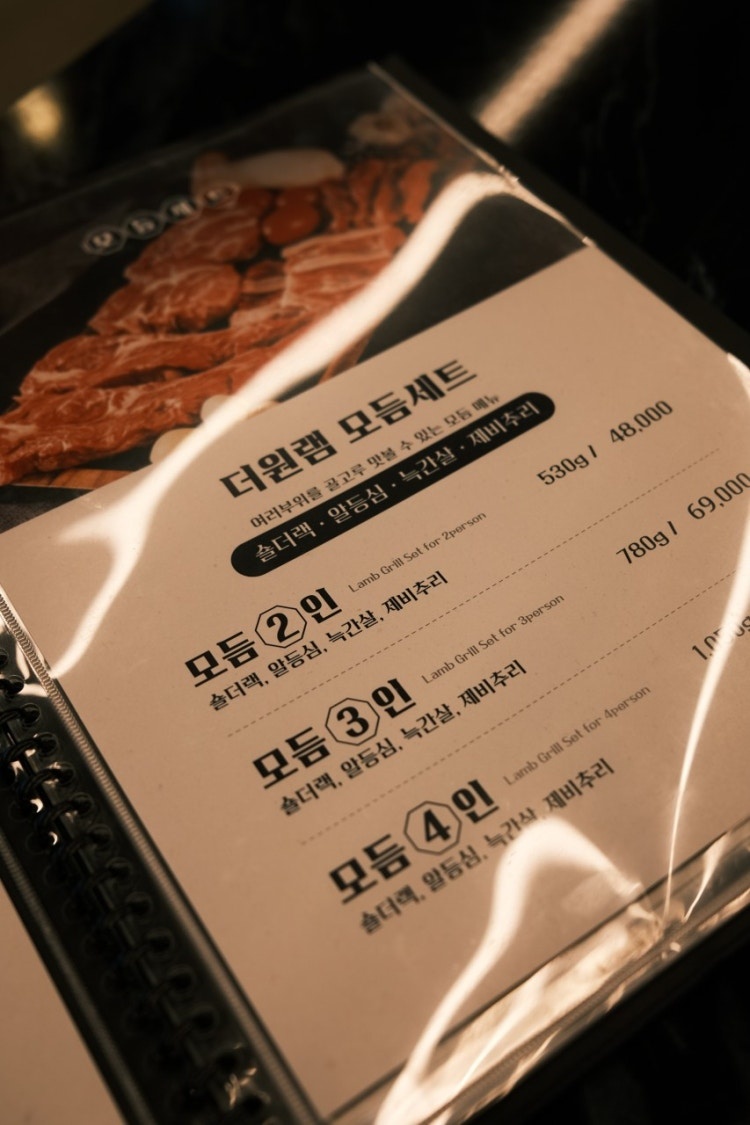 모듬세트
더원램 모듬세트
여러부위를 골고루 맛볼 수 있는 모듬 메뉴
숄더랙 · 알등심 · 늑간살 · 제비추리
모듬 2인 Lamb Grill Set for 2person 530g / 48,000
숄더랙, 알등심, 늑간살, 제비추리
모듬 3인 Lamb Grill Set for 3person 780g / 69,000
숄더랙, 알등심, 늑간살, 제비추리
모듬 4인 Lamb Grill Set for 4person
숄더랙, 알등심, 늑간살, 제비추리